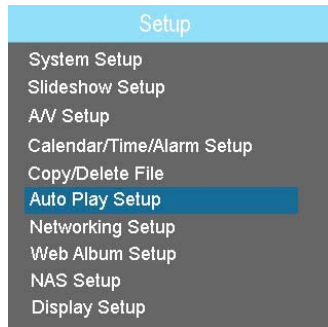 Setup
System Setup
Slideshow Setup
A/V Setup
Calendar/Time/Alarm Setup
Copy/Delete File
Auto Play Setup
Networking Setup
Web Album Setup
NAS Setup
Display Setup